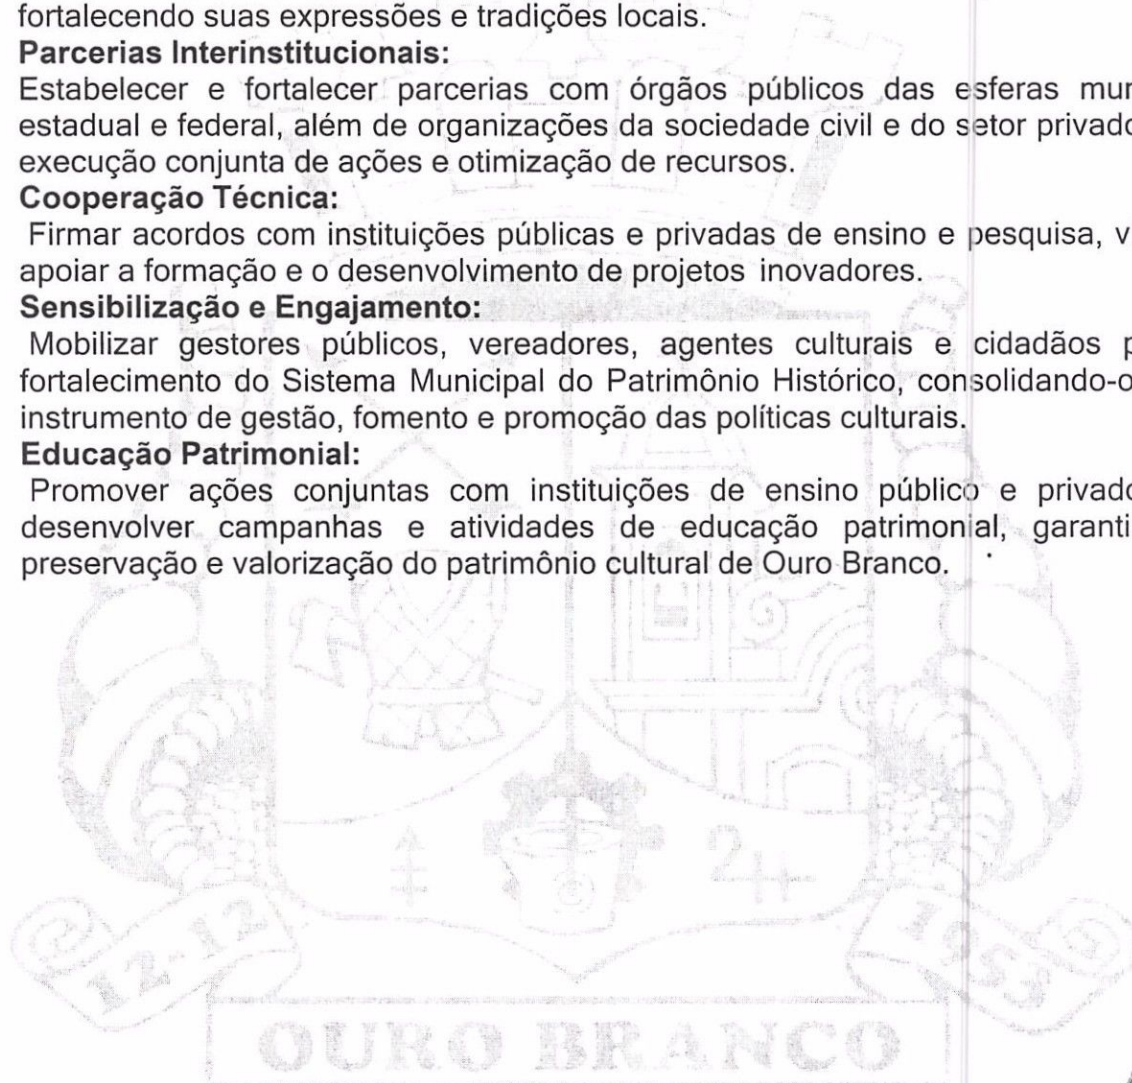 fortalecendo suas expressões e tradições locais.
Parcerias Interinstitucionais:
Estabelecer e fortalecer parcerias com órgãos públicos das esferas
estadual e federal, além de organizações da sociedade civil e do setor
execução conjunta de ações e otimização de recursos.
Cooperação Técnica:
Firmar acordos com instituições públicas e privadas de ensino e pesquisa,
apoiar a formação e o desenvolvimento de projetos inovadores.
Sensibilização e Engajamento:
Mobilizar gestores públicos, vereadores, agentes culturais e cidadãos
fortalecimento do Sistema Municipal do Patrimônio Histórico, consolidando-o
instrumento de gestão, fomento e promoção das políticas culturais.
Educação Patrimonial:
Promover ações conjuntas com instituições de ensino público e
desenvolver campanhas e atividades de educação patrimonial,
preservação e valorização do patrimônio cultural de Ouro Branco.
12-12 1953
OURO BRANCO